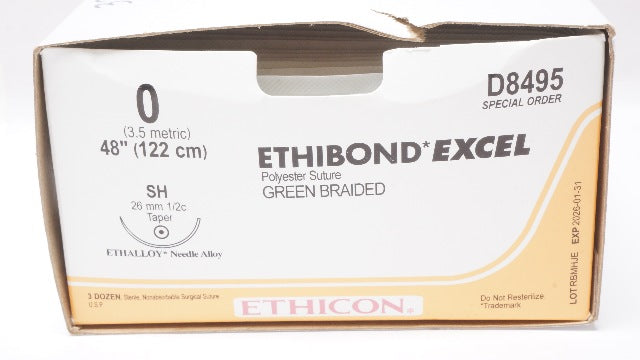 0
(3.5 metric)
48" (122 cm)
SH
26 mm 1/2c
Taper
ETHALLOY* Needle Alloy
ETHIBOND* EXCEL
Polyester Suture
GREEN BRAIDED
D8495
SPECIAL ORDER
LOT RBMHJE EXP 2026-01-31
3 DOZEN, Sterile, Nonabsorbable Surgical Suture
U.S.P.
ETHICON*
Do Not Resterilize
*Trademark